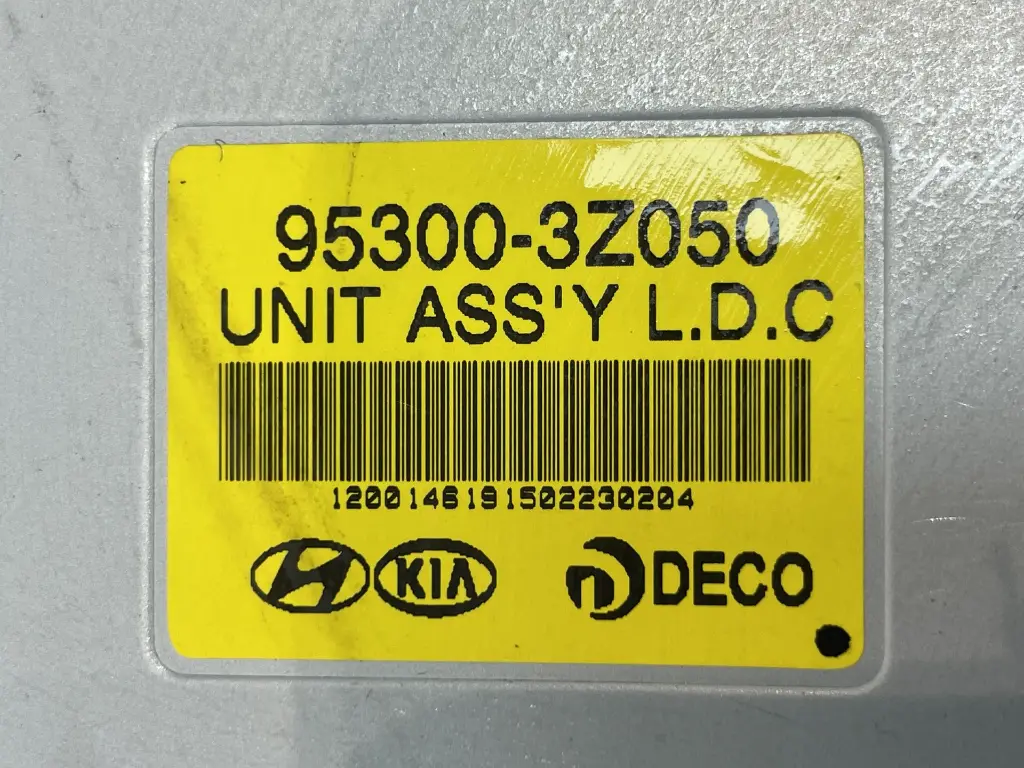 95300-3Z050
UNIT ASS'Y L.D.C
1200146191502230204
KIA DECO